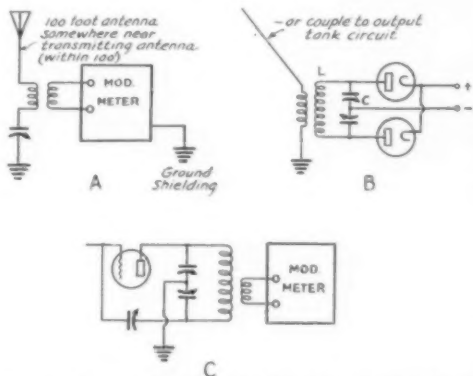 100 foot antenna
somewhere near
transmitting antenna
(within 100')
MOD.
METER
Ground
Shielding
A
-or couple to output
tank circuit
L
C
+
-
B
MOD.
METER
C